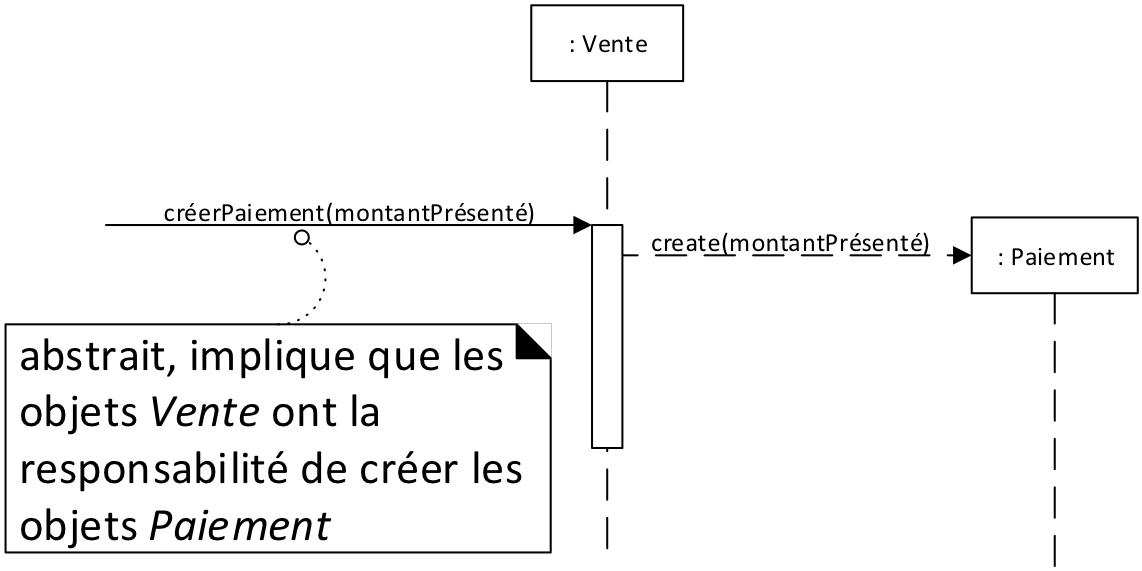 : Vente
créerPaiement(montantPrésenté)
create(montantPrésenté)
: Paiement
abstrait, implique que les
objets Vente ont la
responsabilité de créer les
objets Paiement